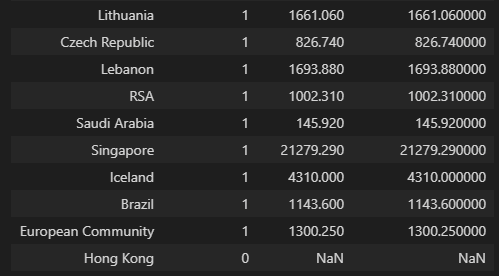 Lithuania 1 1661.060 1661.060000
Czech Republic 1 826.740 826.740000
Lebanon 1 1693.880 1693.880000
RSA 1 1002.310 1002.310000
Saudi Arabia 1 145.920 145.920000
Singapore 1 21279.290 21279.290000
Iceland 1 4310.000 4310.000000
Brazil 1 1143.600 1143.600000
European Community 1 1300.250 1300.250000
Hong Kong 0 NaN NaN